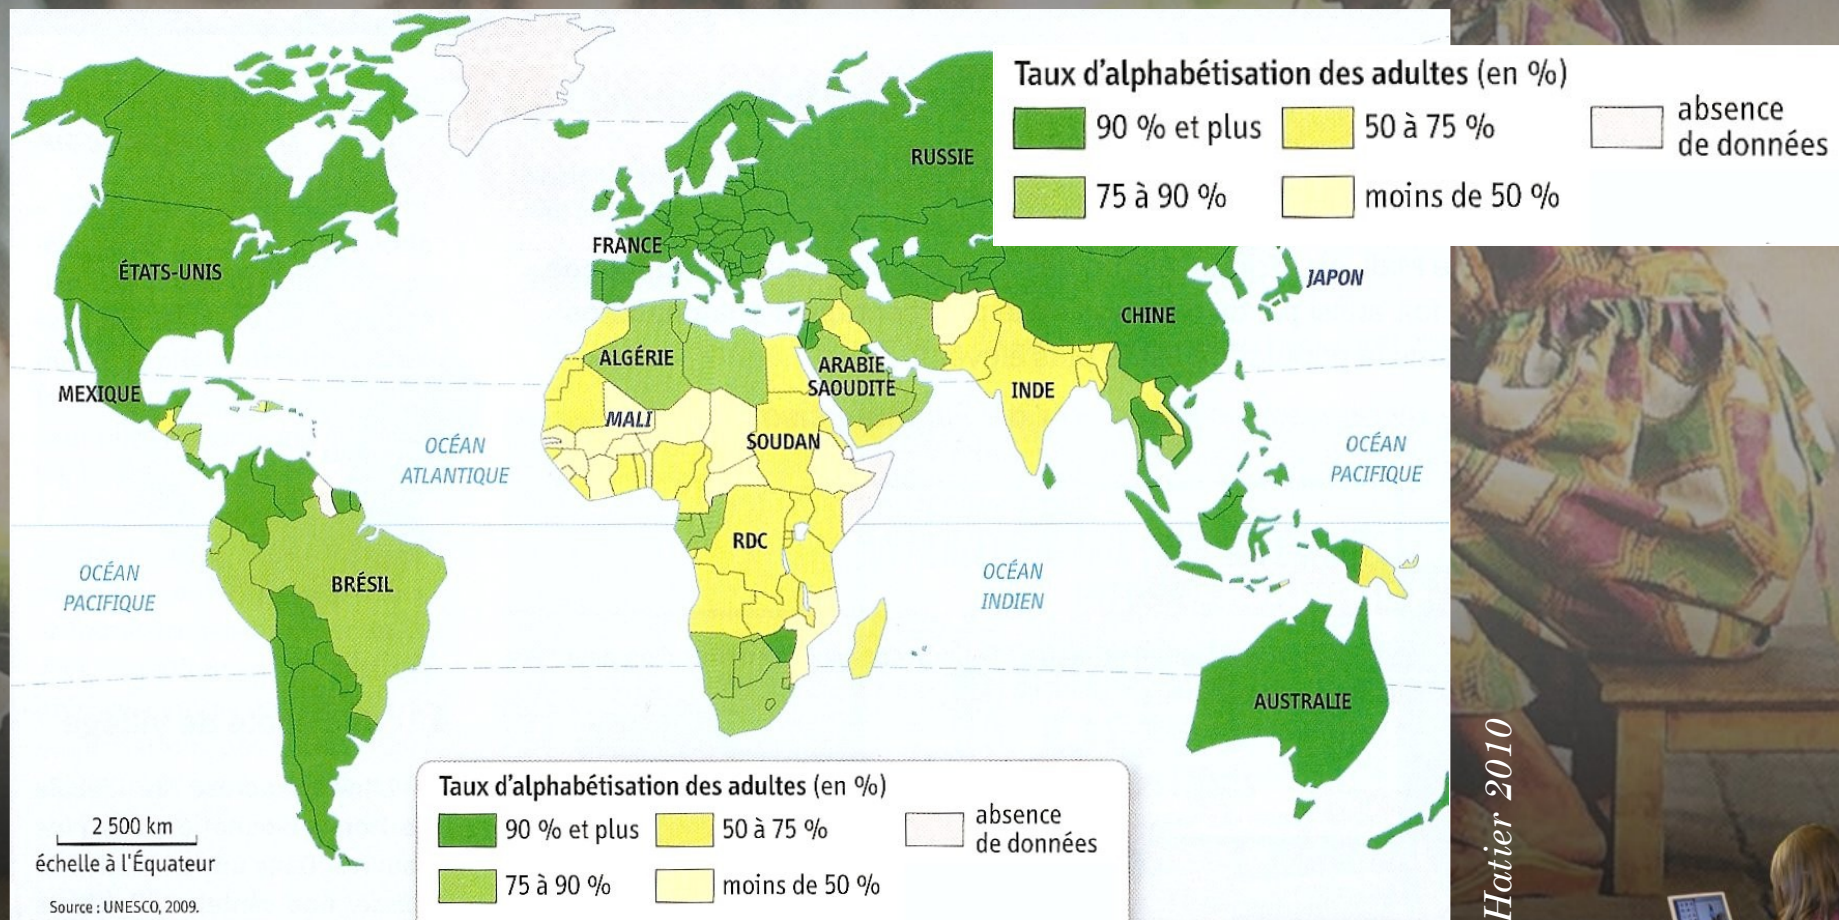 Taux d'alphabétisation des adultes (en %)
90 % et plus
50 à 75 %
absence
de données
75 à 90 %
moins de 50 %
RUSSIE
FRANCE
ÉTATS-UNIS
JAPON
CHINE
ALGÉRIE
ARABIE
SAOUDITE
MEXIQUE
INDE
MALI
SOUDAN
OCÉAN
ATLANTIQUE
OCÉAN
PACIFIQUE
RDC
OCÉAN
PACIFIQUE
BRÉSIL
OCÉAN
INDIEN
AUSTRALIE
Taux d'alphabétisation des adultes (en %)
90 % et plus
50 à 75 %
absence
de données
75 à 90 %
moins de 50 %
2 500 km
échelle à l'Équateur
Source : UNESCO, 2009.
Hatier 2010